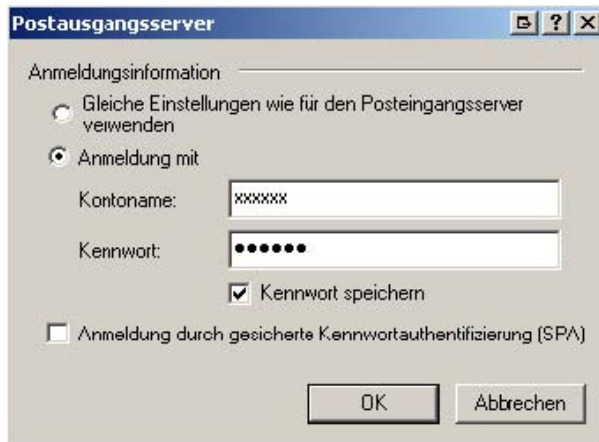 Postausgangsserver
Anmeldungsinformation
Gleiche Einstellungen wie für den Posteingangsserver
verwenden
Anmeldung mit
Kontoname: xxxxxx
Kennwort: ●●●●●●
Kennwort speichern
Anmeldung durch gesicherte Kennwortauthentifizierung (SPA)
OK Abbrechen